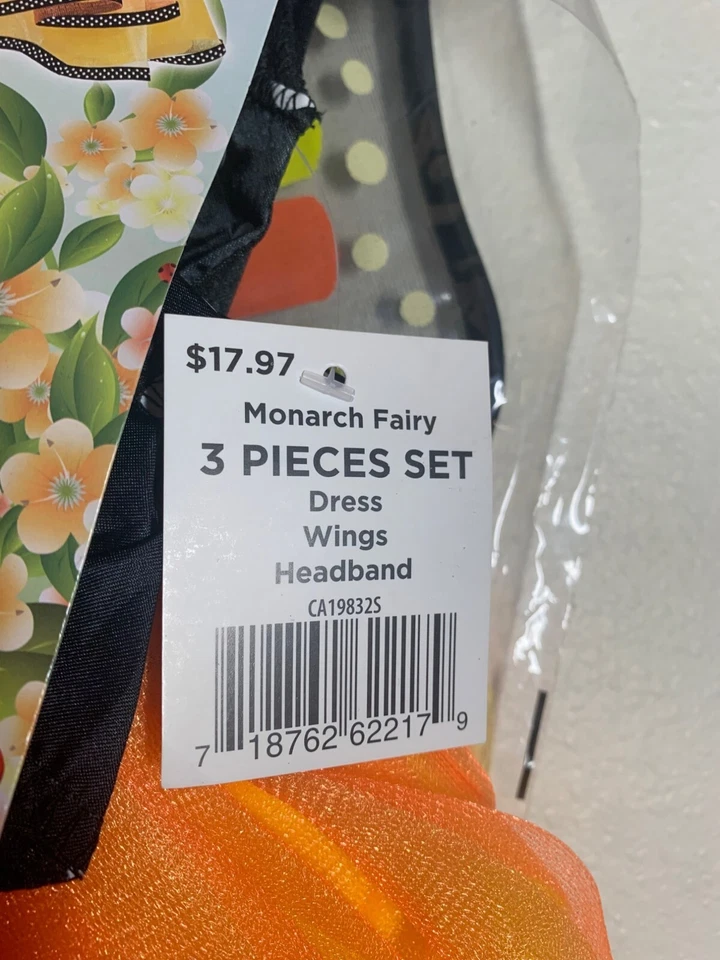 $17.97
Monarch Fairy
3 PIECES SET
Dress
Wings
Headband
CA19832S
7 18762 62217 9